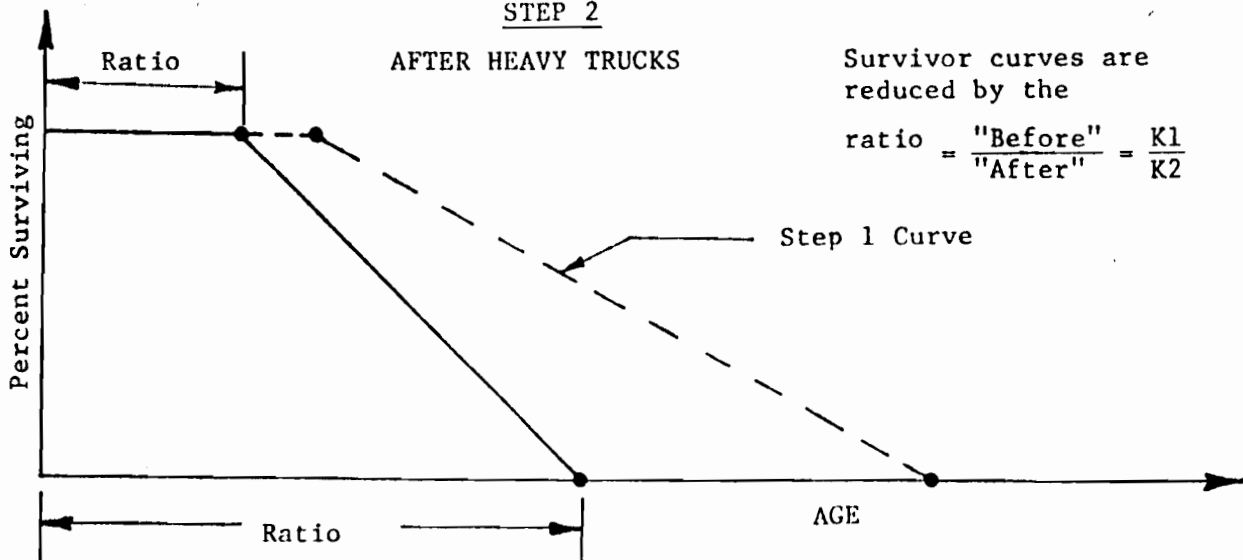 STEP 2
AFTER HEAVY TRUCKS
Ratio
Survivor curves are
reduced by the
ratio = "Before" / "After" = K1 / K2
Percent Surviving
Step 1 Curve
AGE
Ratio